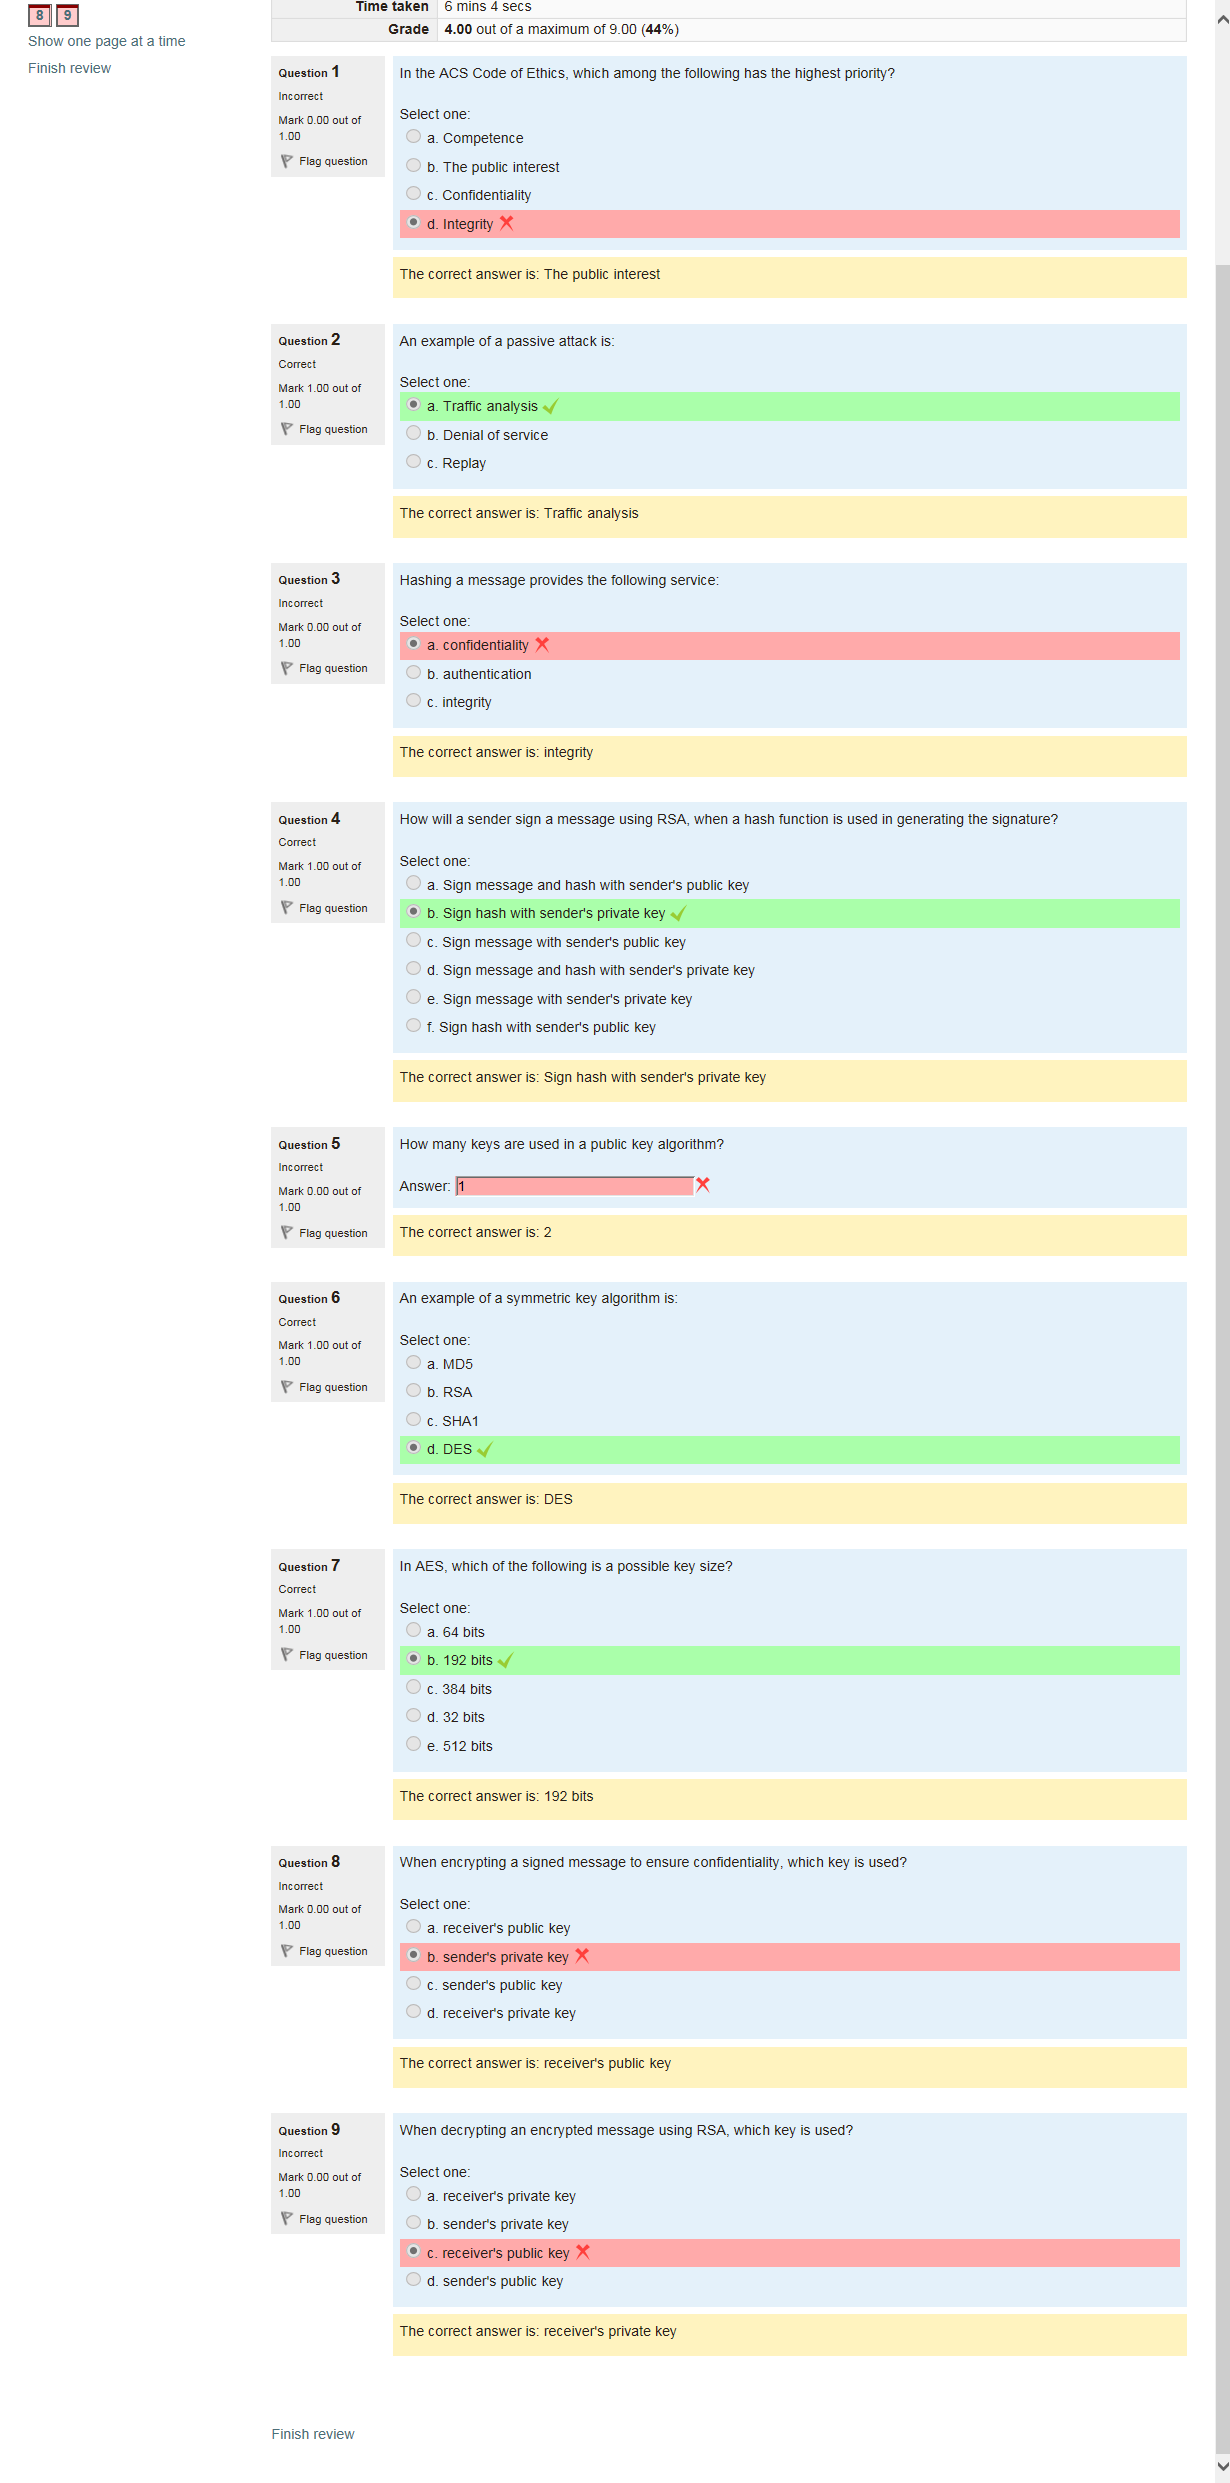 8 9
Show one page at a time
Finish review
Time taken 6 mins 4 secs
Grade 4.00 out of a maximum of 9.00 (44%)
Question 1
Incorrect
Mark 0.00 out of
1.00
Flag question
In the ACS Code of Ethics, which among the following has the highest priority?
Select one:
a. Competence
b. The public interest
c. Confidentiality
d. Integrity
The correct answer is: The public interest
Question 2
Correct
Mark 1.00 out of
1.00
Flag question
An example of a passive attack is:
Select one:
a. Traffic analysis
b. Denial of service
c. Replay
The correct answer is: Traffic analysis
Question 3
Incorrect
Mark 0.00 out of
1.00
Flag question
Hashing a message provides the following service:
Select one:
a. confidentiality
b. authentication
c. integrity
The correct answer is: integrity
Question 4
Correct
Mark 1.00 out of
1.00
Flag question
How will a sender sign a message using RSA, when a hash function is used in generating the signature?
Select one:
a. Sign message and hash with sender's public key
b. Sign hash with sender's private key
c. Sign message with sender's public key
d. Sign message and hash with sender's private key
e. Sign message with sender's private key
f. Sign hash with sender's public key
The correct answer is: Sign hash with sender's private key
Question 5
Incorrect
Mark 0.00 out of
1.00
Flag question
How many keys are used in a public key algorithm?
Answer: 1
The correct answer is: 2
Question 6
Correct
Mark 1.00 out of
1.00
Flag question
An example of a symmetric key algorithm is:
Select one:
a. MD5
b. RSA
c. SHA1
d. DES
The correct answer is: DES
Question 7
Correct
Mark 1.00 out of
1.00
Flag question
In AES, which of the following is a possible key size?
Select one:
a. 64 bits
b. 192 bits
c. 384 bits
d. 32 bits
e. 512 bits
The correct answer is: 192 bits
Question 8
Incorrect
Mark 0.00 out of
1.00
Flag question
When encrypting a signed message to ensure confidentiality, which key is used?
Select one:
a. receiver's public key
b. sender's private key
c. sender's public key
d. receiver's private key
The correct answer is: receiver's public key
Question 9
Incorrect
Mark 0.00 out of
1.00
Flag question
When decrypting an encrypted message using RSA, which key is used?
Select one:
a. receiver's private key
b. sender's private key
c. receiver's public key
d. sender's public key
The correct answer is: receiver's private key
Finish review